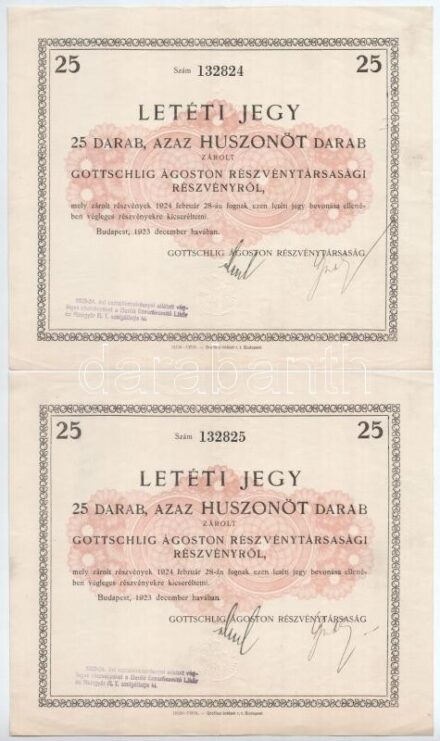 25
25
Szám 132824
LETÉTI JEGY
25 DARAB, AZAZ HUSZONÖT DARAB
ZÁROLT
GOTTSCHLIG ÁGOSTON RÉSZVÉNYTÁRSASÁGI
RÉSZVÉNYRŐL,
mely zárolt részvények 1924 február 28-án fognak ezen letéti jegy bevonása ellené-
ben végleges részvényekre kicseréltetni.
Budapest, 1923 december havában.
GOTTSCHLIG ÁGOSTON RÉSZVÉNYTÁRSASÁG
darabanth
25
25
Szám 132825
LETÉTI JEGY
25 DARAB, AZAZ HUSZONÖT DARAB
ZÁROLT
GOTTSCHLIG ÁGOSTON RÉSZVÉNYTÁRSASÁGI
RÉSZVÉNYRŐL,
mely zárolt részvények 1924 február 28-án fognak ezen letéti jegy bevonása ellené-
ben végleges részvényekre kicseréltetni.
Budapest, 1923 december havában.
GOTTSCHLIG ÁGOSTON RÉSZVÉNYTÁRSASÁG